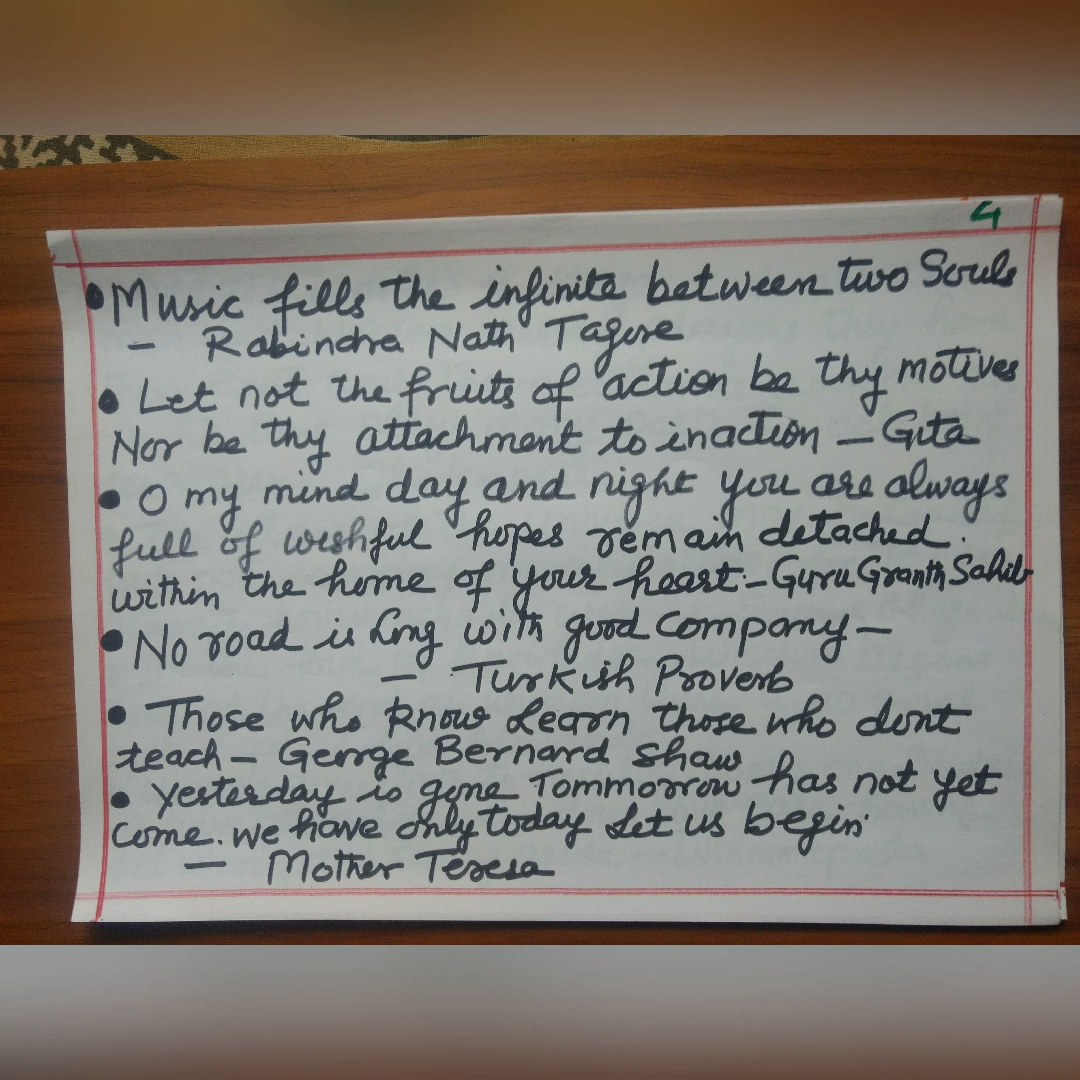 4
• Music fills the infinite between two Souls
– Rabindra Nath Tagore
• Let not the fruits of action be thy motives
Nor be thy attachment to inaction – Gita
• O my mind day and night you are always
full of wishful hopes remain detached.
within the home of your heart – Guru Granth Sahib
• No road is long with good company –
– Turkish Proverb
• Those who know learn those who dont
teach – George Bernard Shaw
• Yesterday is gone Tommorrow has not yet
come. we have only today Let us begin
– Mother Teresa